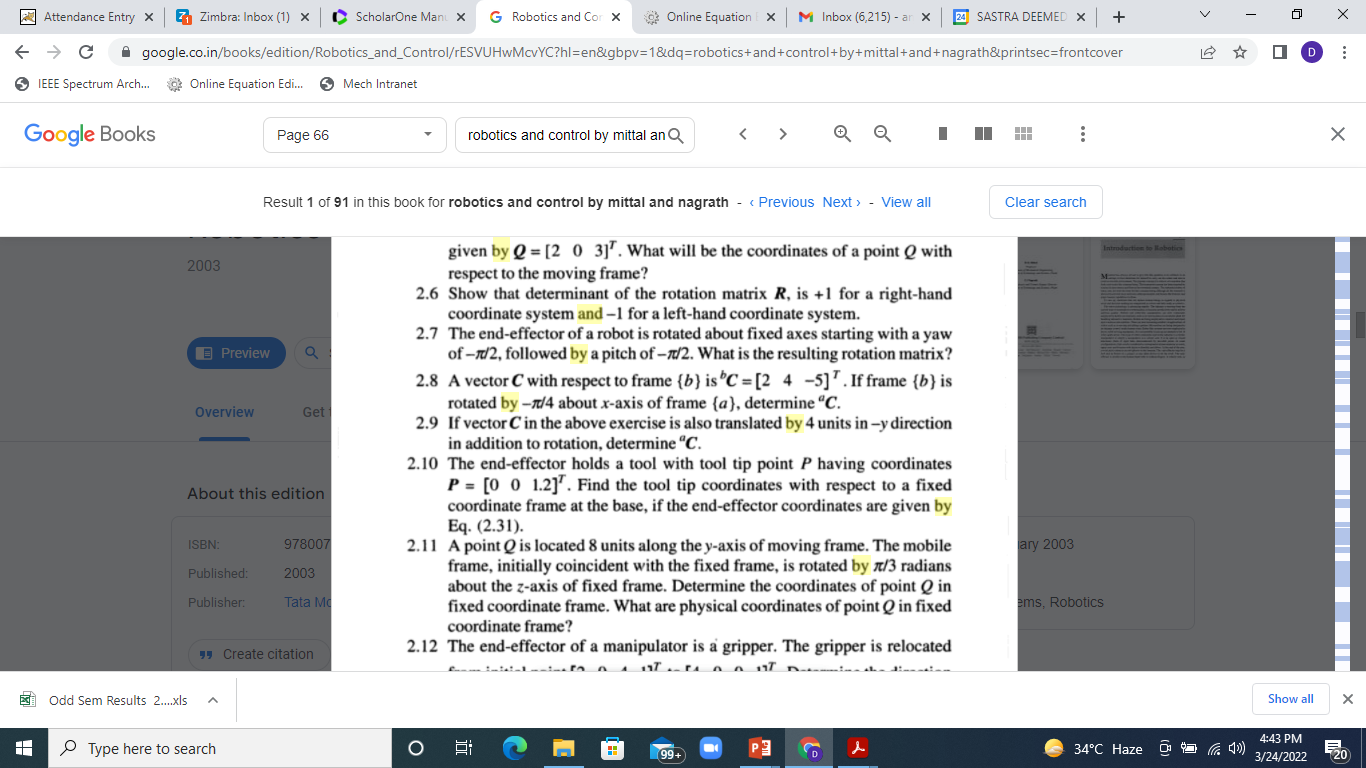 Attendance Entry
Zimbra: Inbox (1)
ScholarOne Manu
Robotics and Con
Online Equation
Inbox (6,215) - ar
24
SASTRA DEEMED
google.co.in/books/edition/Robotics_and_Control/rESVUHwMcvYC?hl=en&gbpv=1&dq=robotics+and+control+by+mittal+and+nagrath&printsec=frontcover
D
IEEE Spectrum Arch...
Online Equation Edi...
Mech Intranet
Google Books
Page 66
robotics and control by mittal an
Result 1 of 91 in this book for robotics and control by mittal and nagrath - ‹ Previous Next › - View all
Clear search
2003
Preview
Overview
Get
About this edition
ISBN: 978007
Published: 2003
Publisher: Tata Mc
Create citation
given by Q = [2 0 3]ᵀ. What will be the coordinates of a point Q with
respect to the moving frame?
2.6 Show that determinant of the rotation matrix R, is +1 for a right-hand
coordinate system and –1 for a left-hand coordinate system.
2.7 The end-effector of a robot is rotated about fixed axes starting with a yaw
of –π/2, followed by a pitch of –π/2. What is the resulting rotation matrix?
2.8 A vector C with respect to frame {b} is ᵇC = [2 4 –5]ᵀ. If frame {b} is
rotated by –π/4 about x-axis of frame {a}, determine ᵃC.
2.9 If vector C in the above exercise is also translated by 4 units in –y direction
in addition to rotation, determine ᵃC.
2.10 The end-effector holds a tool with tool tip point P having coordinates
P = [0 0 1.2]ᵀ. Find the tool tip coordinates with respect to a fixed
coordinate frame at the base, if the end-effector coordinates are given by
Eq. (2.31).
2.11 A point Q is located 8 units along the y-axis of moving frame. The mobile
frame, initially coincident with the fixed frame, is rotated by π/3 radians
about the z-axis of fixed frame. Determine the coordinates of point Q in
fixed coordinate frame. What are physical coordinates of point Q in fixed
coordinate frame?
2.12 The end-effector of a manipulator is a gripper. The gripper is relocated
Introduction to Robotics
ary 2003
ems, Robotics
Odd Sem Results 2....xls
Show all
Type here to search
99+
D
34°C Haze
4:43 PM
3/24/2022
20